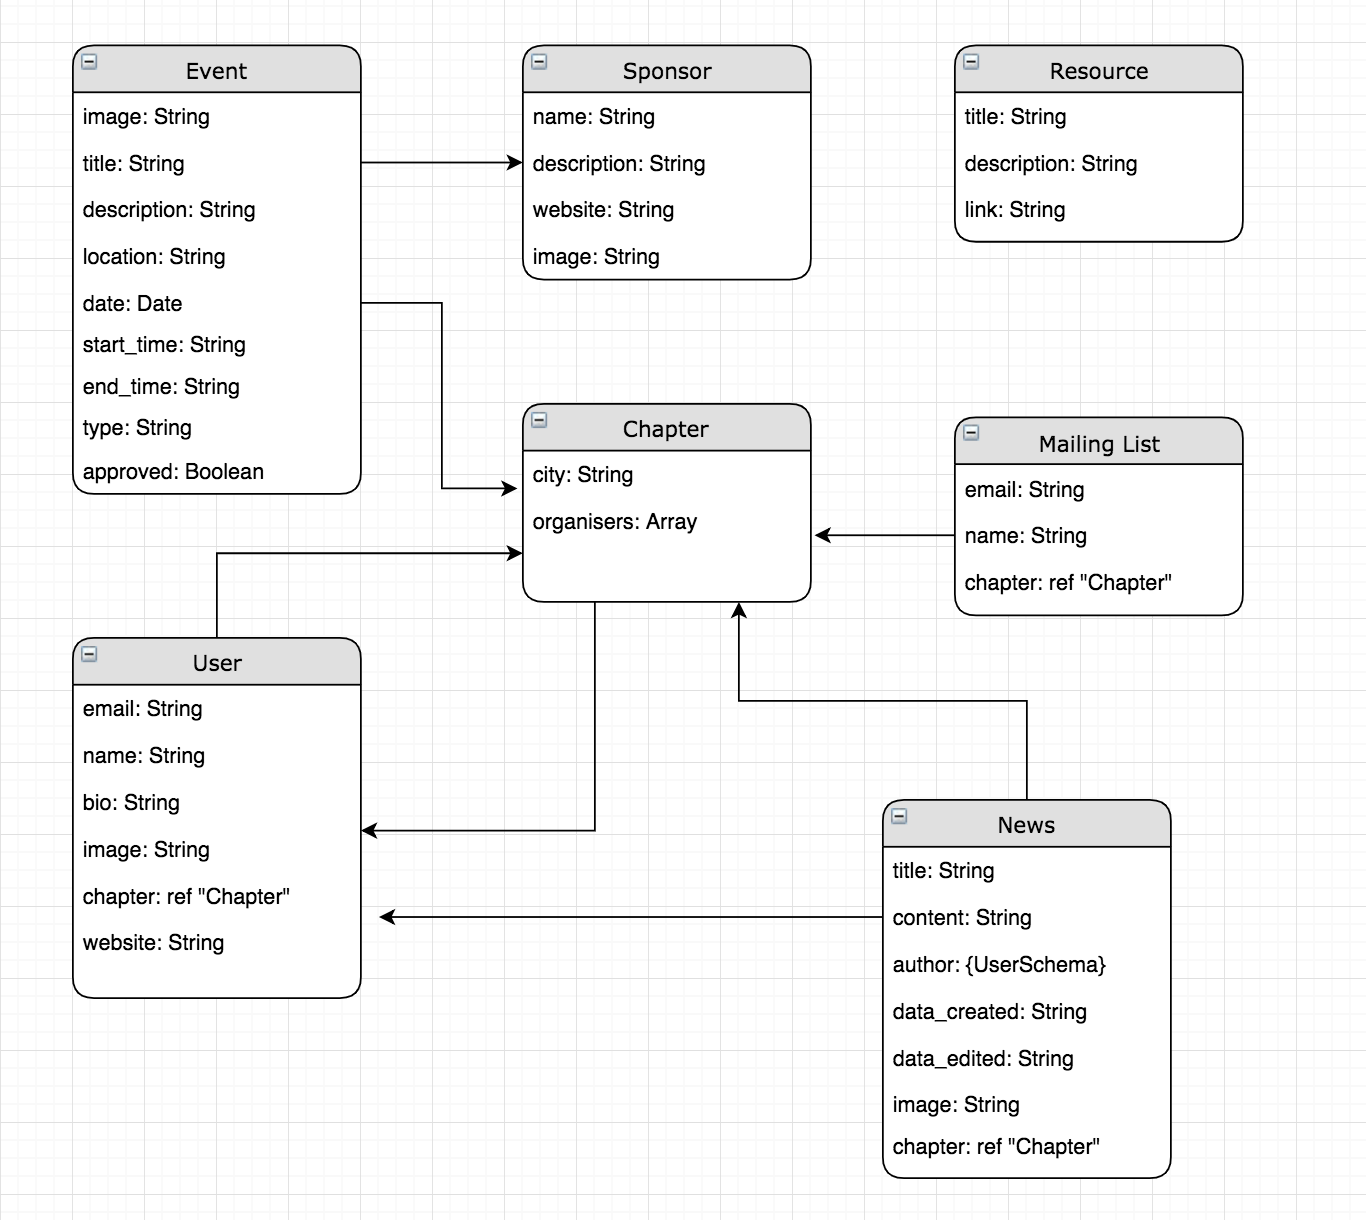 Event
image: String
title: String
description: String
location: String
date: Date
start_time: String
end_time: String
type: String
approved: Boolean
Sponsor
name: String
description: String
website: String
image: String
Resource
title: String
description: String
link: String
Chapter
city: String
organisers: Array
Mailing List
email: String
name: String
chapter: ref "Chapter"
User
email: String
name: String
bio: String
image: String
chapter: ref "Chapter"
website: String
News
title: String
content: String
author: {UserSchema}
data_created: String
data_edited: String
image: String
chapter: ref "Chapter"